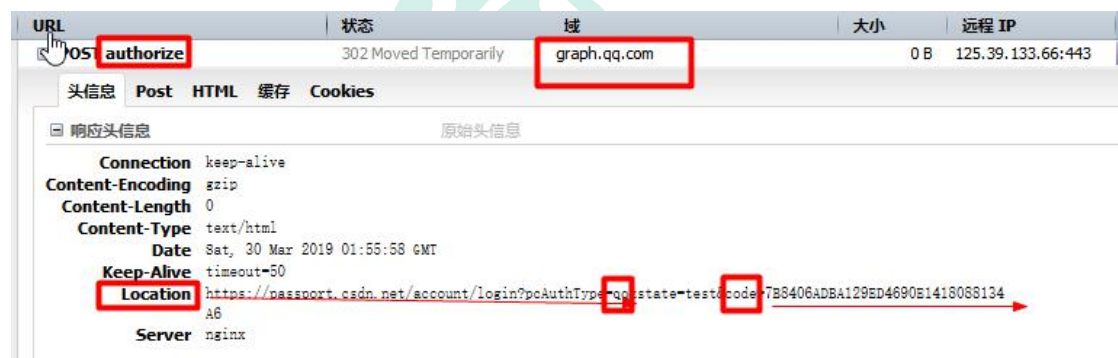 URL 状态 域 大小 远程 IP
POST authorize 302 Moved Temporarily graph.qq.com 0 B 125.39.133.66:443
头信息 Post HTML 缓存 Cookies
响应头信息 原始头信息
Connection keep-alive
Content-Encoding gzip
Content-Length 0
Content-Type text/html
Date Sat, 30 Mar 2019 01:55:58 GMT
Keep-Alive timeout=50
Location https://passport.csdn.net/account/login?pcAuthType=qq&state=test&code=7B8406ADBA129ED4690E1418088134
A6
Server nginx